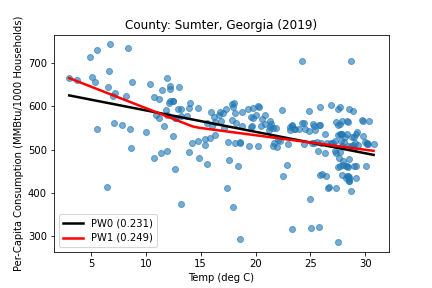 County: Sumter, Georgia (2019)
Per-Capita Consumption (MMBtu/1000 Households)
700
600
500
400
300
PW0 (0.231)
PW1 (0.249)
5
10
15
20
25
30
Temp (deg C)